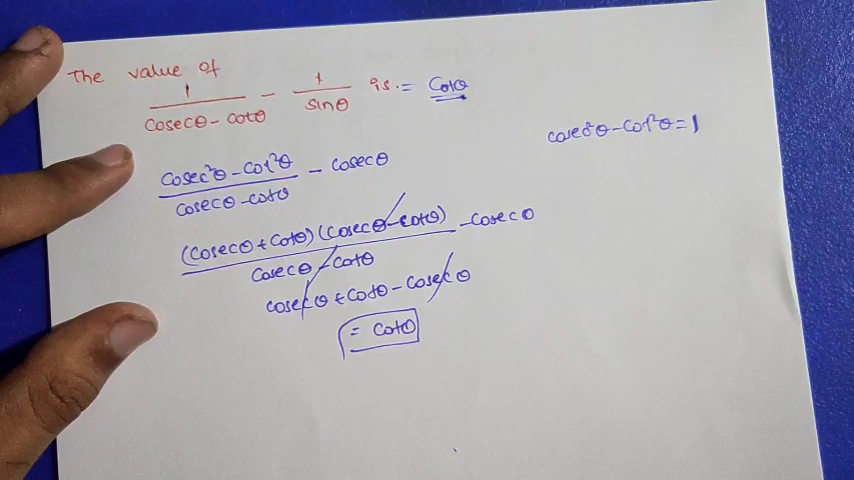 The value of
1/(cosecθ - cotθ) - 1/sinθ is. = Cotθ
cosec²θ - cot²θ = 1
(cosec²θ - cot²θ)/(cosecθ - cotθ) - cosecθ
(cosecθ + cotθ)(cosecθ - cotθ)/(cosecθ - cotθ) - cosecθ
cosecθ + cotθ - cosecθ
= cotθ